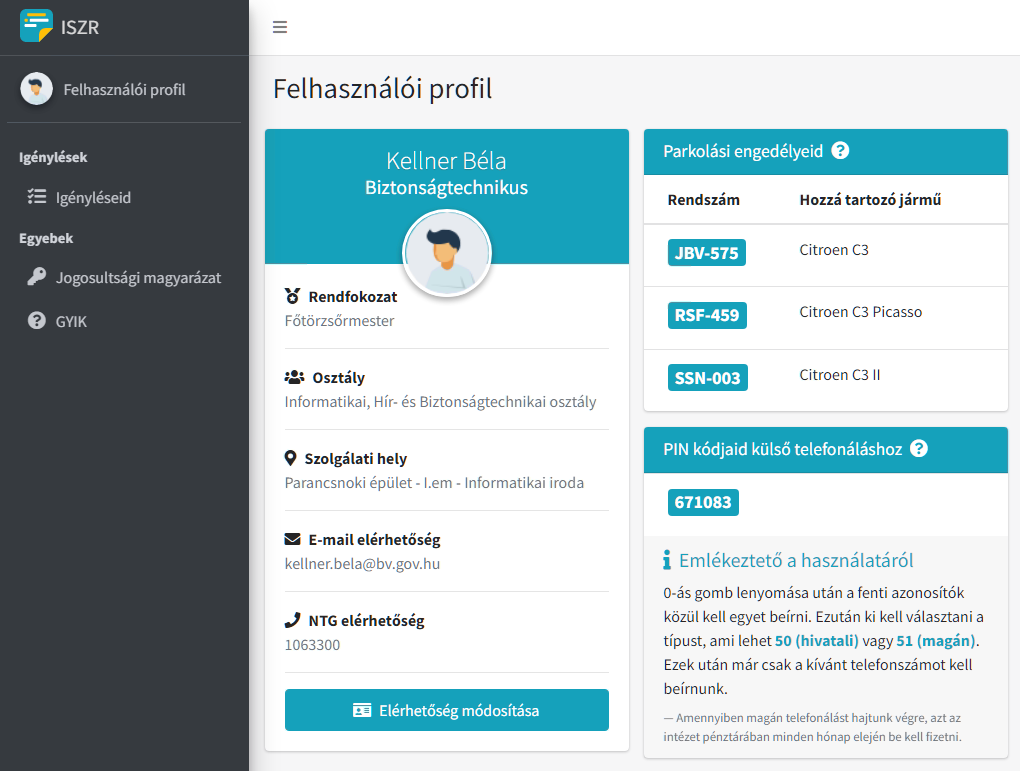 ISZR
Felhasználói profil
Igénylések
Igényléseid
Egyebek
Jogosultsági magyarázat
GYIK
Felhasználói profil
Kellner Béla
Biztonságtechnikus
Rendfokozat
Főtörzsőrmester
Osztály
Informatikai, Hír- és Biztonságtechnikai osztály
Szolgálati hely
Parancsnoki épület - I.em - Informatikai iroda
E-mail elérhetőség
kellner.bela@bv.gov.hu
NTG elérhetőség
1063300
Elérhetőség módosítása
Parkolási engedélyeid ?
Rendszám Hozzá tartozó jármű
JBV-575 Citroen C3
RSF-459 Citroen C3 Picasso
SSN-003 Citroen C3 II
PIN kódjaid külső telefonáláshoz ?
671083
Emlékeztető a használatáról
0-ás gomb lenyomása után a fenti azonosítók
közül kell egyet beírni. Ezután ki kell választani a
típust, ami lehet 50 (hivatali) vagy 51 (magán).
Ezek után már csak a kívánt telefonszámot kell
beírnunk.
— Amennyiben magán telefonálást hajtunk végre, azt az
intézet pénztárában minden hónap elején be kell fizetni.